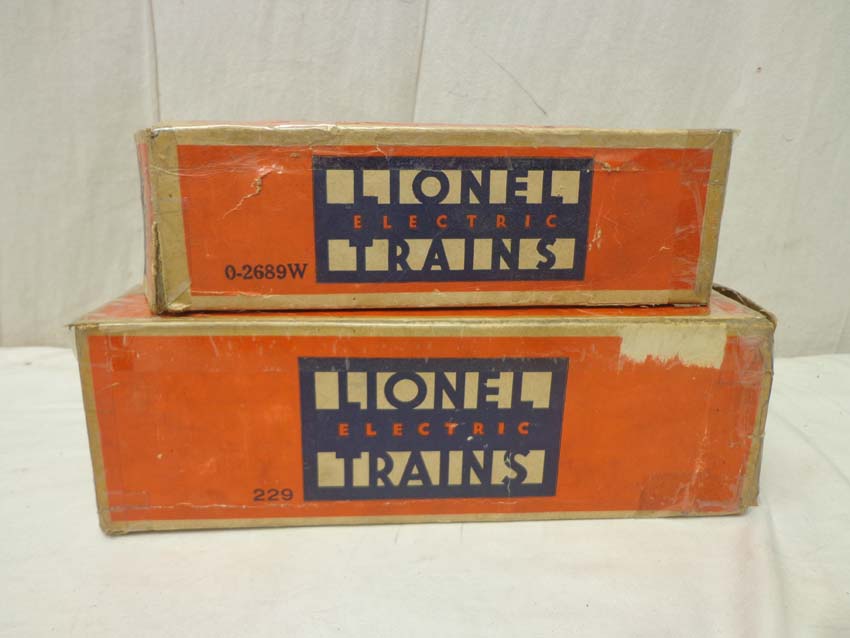 LIONEL
ELECTRIC
TRAINS
0-2689W
LIONEL
ELECTRIC
TRAINS
229